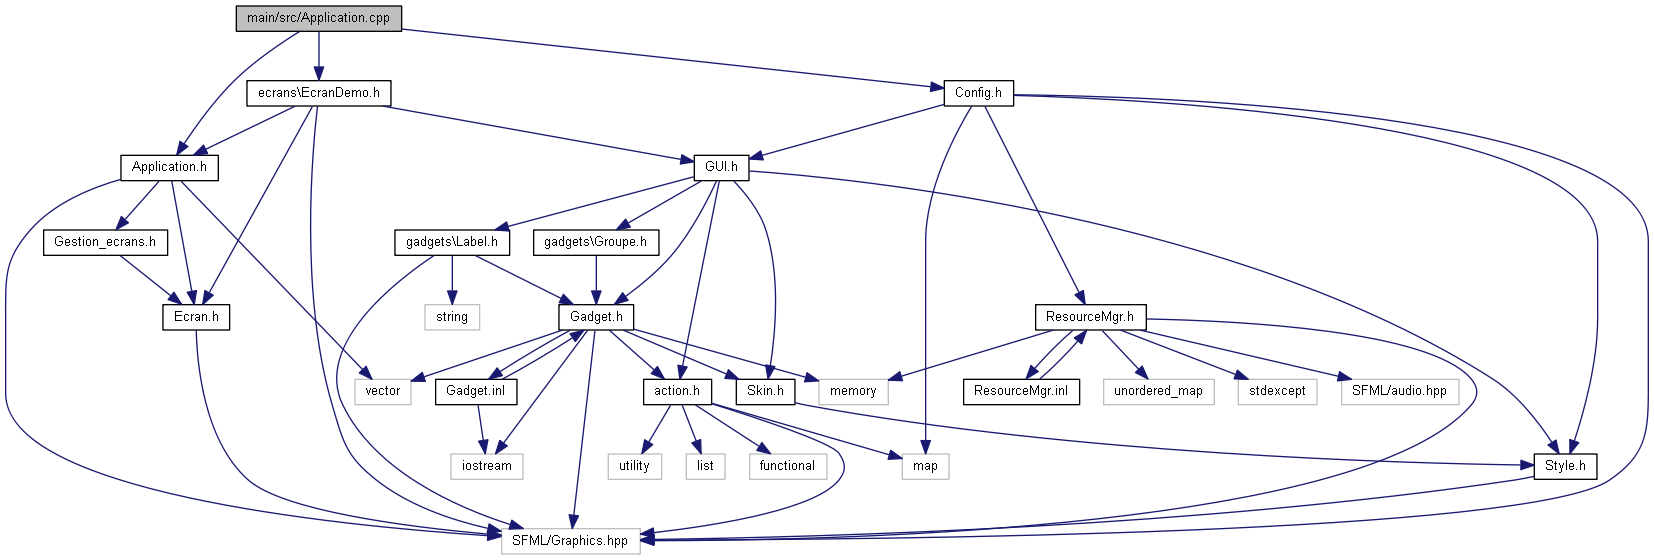 main/src/Application.cpp
ecrans\EcranDemo.h
Config.h
Application.h
GUI.h
Gestion_ecrans.h
gadgets\Label.h
gadgets\Groupe.h
Ecran.h
string
Gadget.h
ResourceMgr.h
vector
Gadget.inl
action.h
Skin.h
memory
ResourceMgr.inl
unordered_map
stdexcept
SFML/audio.hpp
iostream
utility
list
functional
map
Style.h
SFML/Graphics.hpp